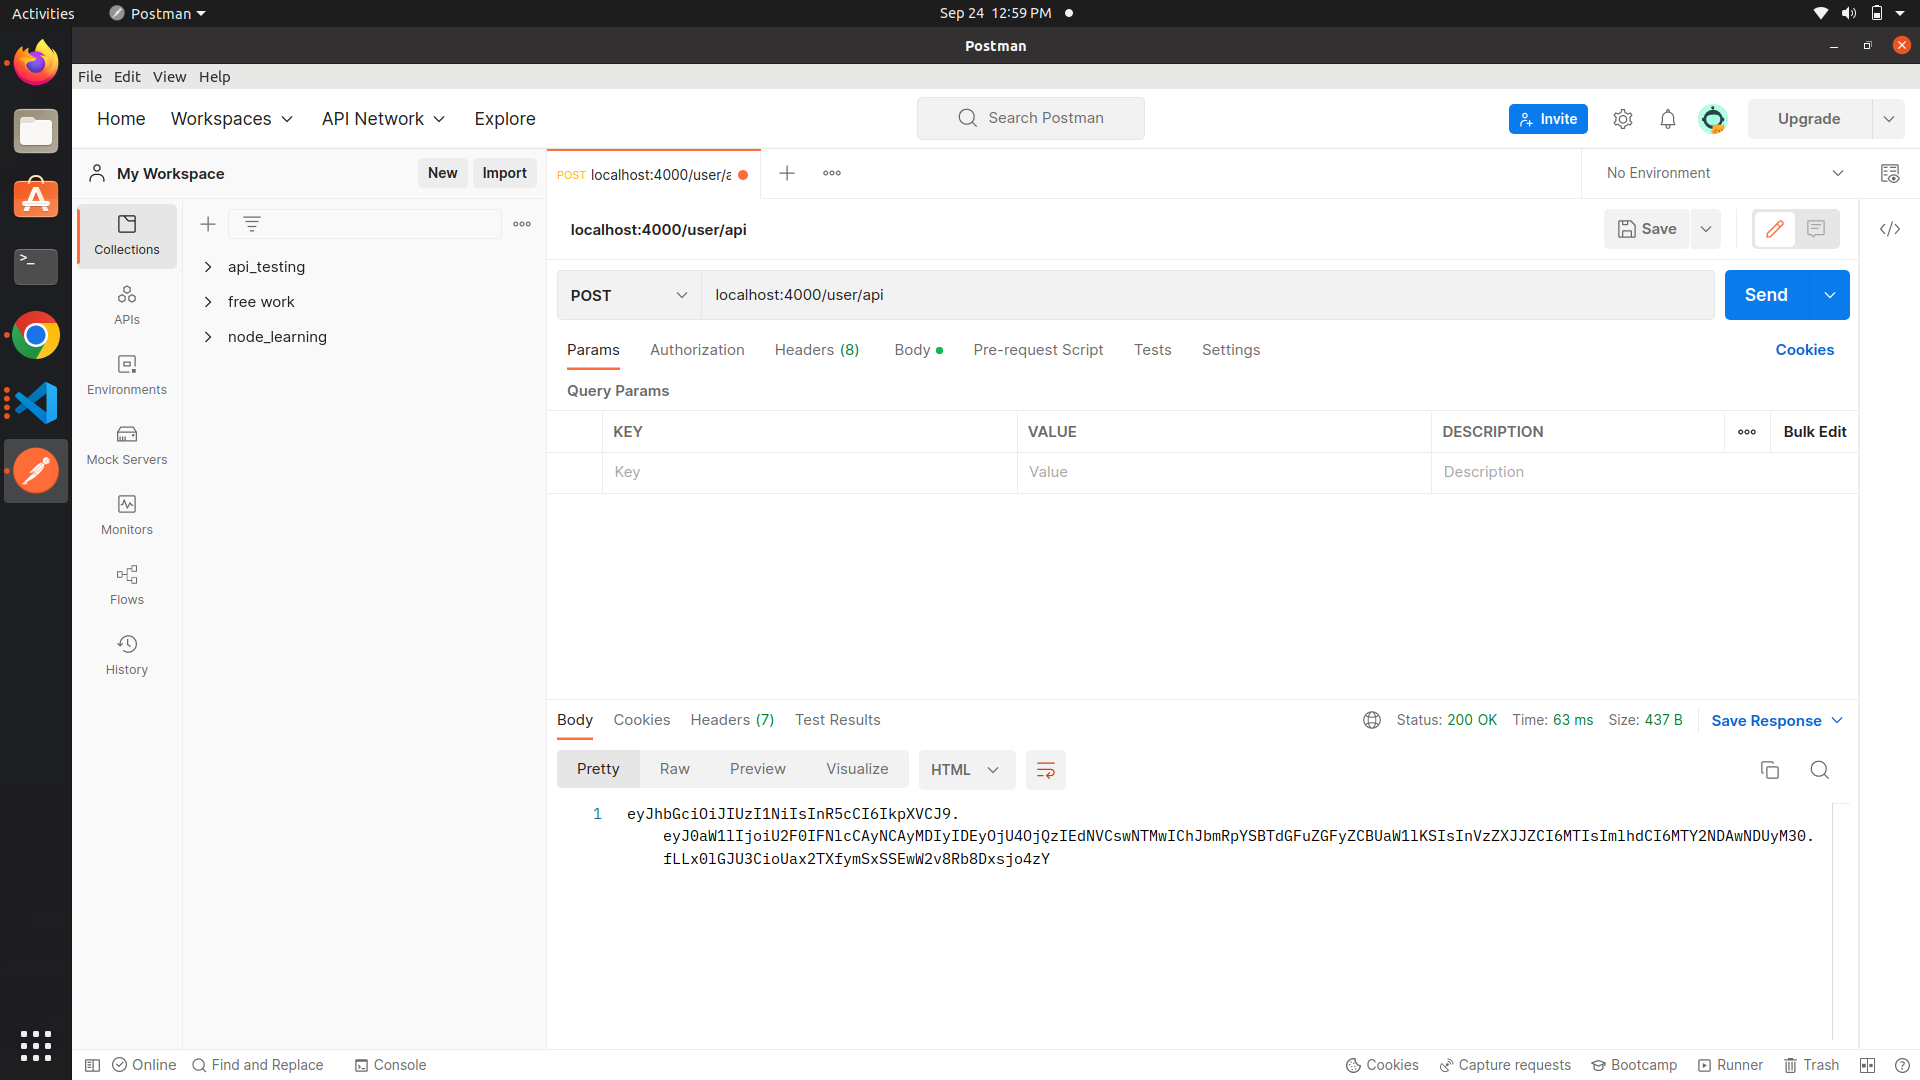 Activities
Postman
Sep 24 12:59 PM
Postman
File Edit View Help
Home
Workspaces
API Network
Explore
Search Postman
Invite
Upgrade
My Workspace
New
Import
POST localhost:4000/user/a
No Environment
Collections
APIs
Environments
Mock Servers
Monitors
Flows
History
api_testing
free work
node_learning
localhost:4000/user/api
Save
POST
localhost:4000/user/api
Send
Params
Authorization
Headers (8)
Body
Pre-request Script
Tests
Settings
Cookies
Query Params
KEY
VALUE
DESCRIPTION
Bulk Edit
Key
Value
Description
Body
Cookies
Headers (7)
Test Results
Status: 200 OK
Time: 63 ms
Size: 437 B
Save Response
Pretty
Raw
Preview
Visualize
HTML
1
eyJhbGciOiJIUzI1NiIsInR5cCI6IkpXVCJ9.
eyJ0aW1lIjoiU2F0IFNlcCAyNCAyMDIyIDEyOjU4OjQzIEdNVCswNTMwIChJbmRpYSBTdGFuZGFyZCBUaW1lKSIsInVzZXJJZCI6MTIsImlhdCI6MTY2NDAwNDUyM30.
fLLx0lGJU3CioUax2TXfymSxSSEwW2v8Rb8Dxsjo4zY
Online
Find and Replace
Console
Cookies
Capture requests
Bootcamp
Runner
Trash